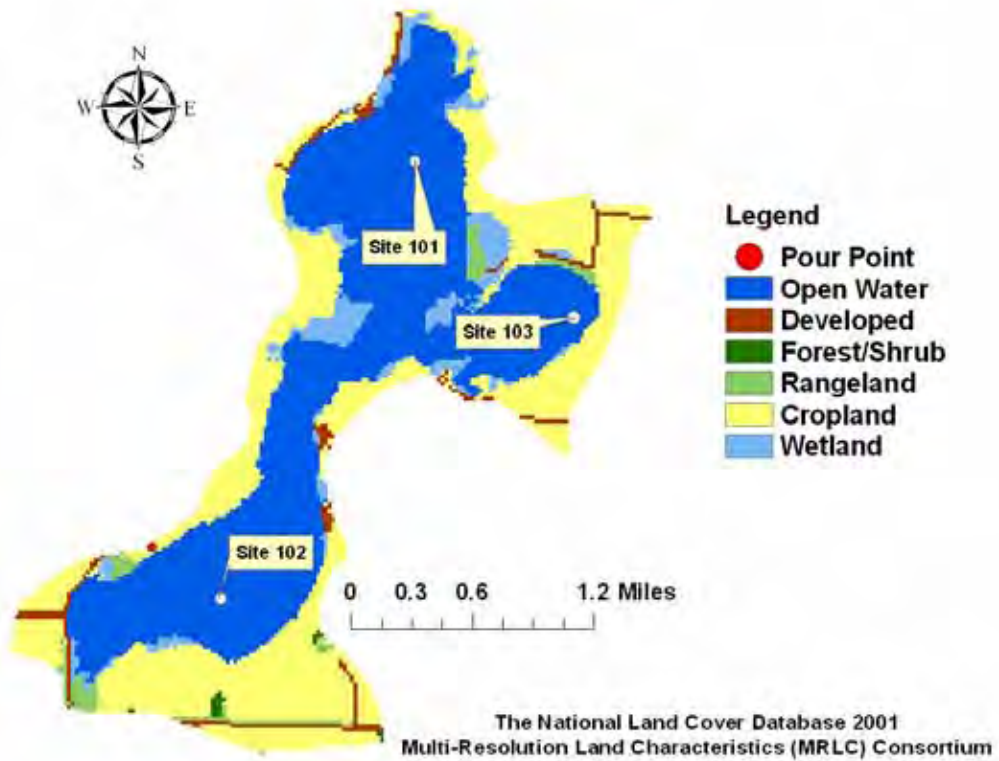 N
W E
S
Site 101
Site 103
Site 102
Legend
Pour Point
Open Water
Developed
Forest/Shrub
Rangeland
Cropland
Wetland
0 0.3 0.6 1.2 Miles
The National Land Cover Database 2001
Multi-Resolution Land Characteristics (MRLC) Consortium